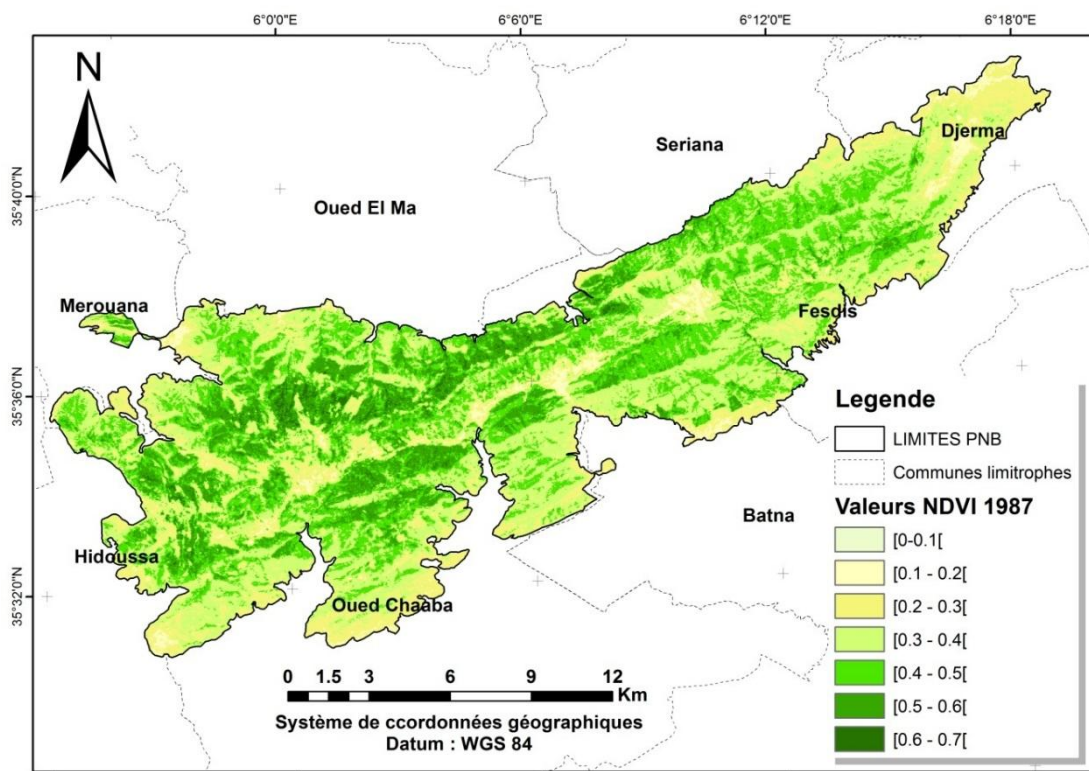 6°0'0"E 6°6'0"E 6°12'0"E 6°18'0"E
N
Djerma
Seriana
35°40'0"N
Oued El Ma
Merouana
Fesdis
35°36'0"N
Legende
LIMITES PNB
Communes limitrophes
Valeurs NDVI 1987
Batna
[0-0.1[
Hidoussa
[0.1 - 0.2[
35°32'0"N
Oued Chaaba
[0.2 - 0.3[
[0.3 - 0.4[
[0.4 - 0.5[
[0.5 - 0.6[
[0.6 - 0.7[
0 1.5 3 6 9 12
Km
Système de ccordonnées géographiques
Datum : WGS 84